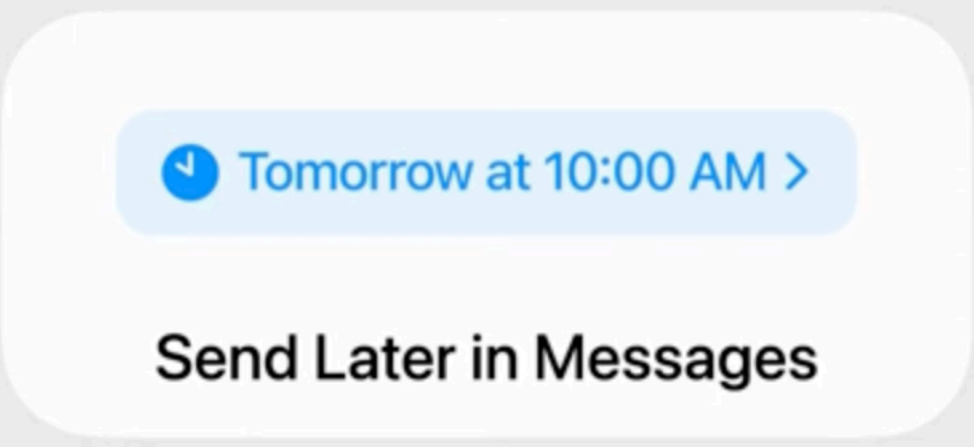 Tomorrow at 10:00 AM >
Send Later in Messages